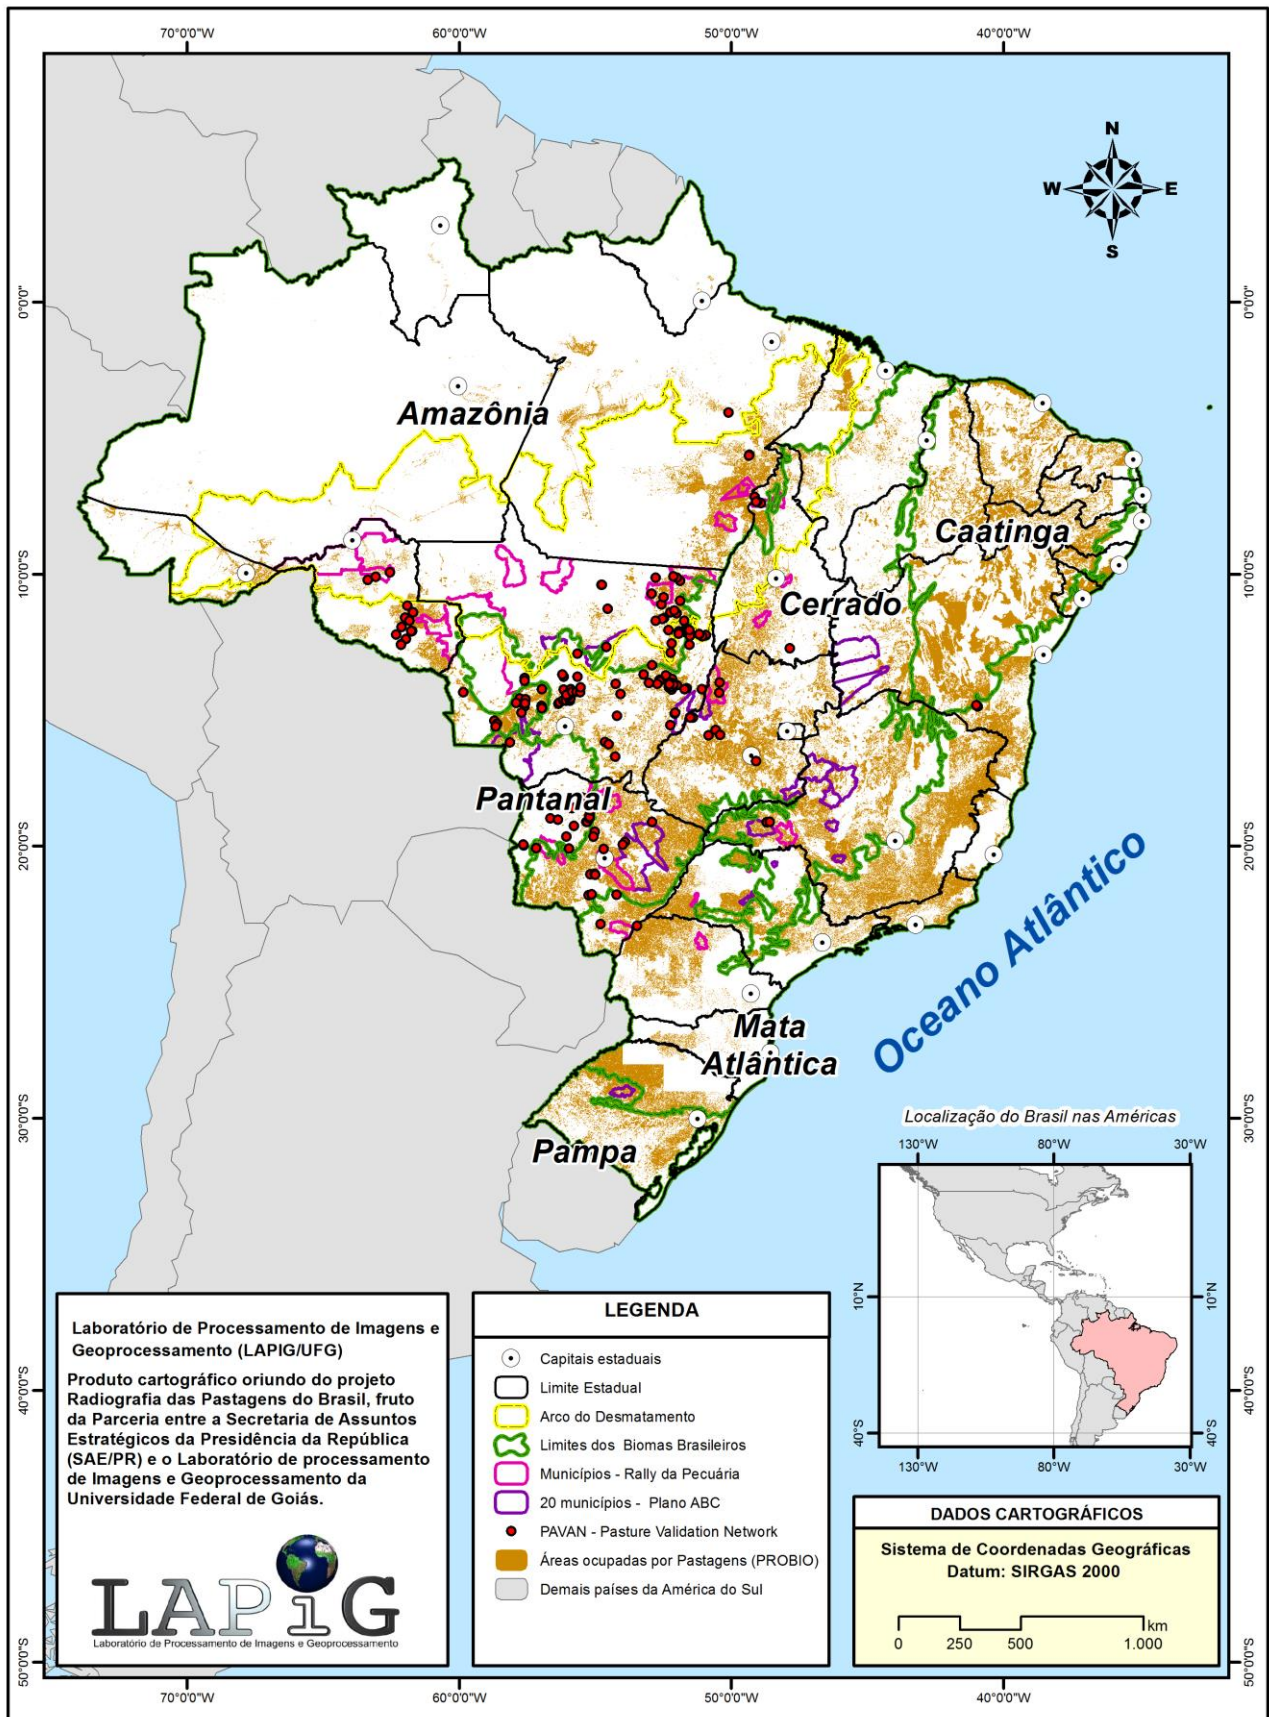 70°0'0"W 60°0'0"W 50°0'0"W 40°0'0"W
N
W E
S
0°0'0" 0°0'0"
Amazônia
Caatinga
10°0'0"S 10°0'0"S
Cerrado
Pantanal
20°0'0"S 20°0'0"S
Oceano Atlântico
Mata
Atlântica
30°0'0"S 30°0'0"S
Pampa
Localização do Brasil nas Américas
130°W 80°W 30°W
10°N 10°N
40°S 40°S
130°W 80°W 30°W
40°0'0"S 40°0'0"S
Laboratório de Processamento de Imagens e
Geoprocessamento (LAPIG/UFG)
Produto cartográfico oriundo do projeto
Radiografia das Pastagens do Brasil, fruto
da Parceria entre a Secretaria de Assuntos
Estratégicos da Presidência da República
(SAE/PR) e o Laboratório de processamento
de Imagens e Geoprocessamento da
Universidade Federal de Goiás.
LAPiG
Laboratório de Processamento de Imagens e Geoprocessamento
LEGENDA
Capitais estaduais
Limite Estadual
Arco do Desmatamento
Limites dos Biomas Brasileiros
Municípios - Rally da Pecuária
20 municípios - Plano ABC
PAVAN - Pasture Validation Network
Áreas ocupadas por Pastagens (PROBIO)
Demais países da América do Sul
DADOS CARTOGRÁFICOS
Sistema de Coordenadas Geográficas
Datum: SIRGAS 2000
km
0 250 500 1.000
50°0'0"S 50°0'0"S
70°0'0"W 60°0'0"W 50°0'0"W 40°0'0"W